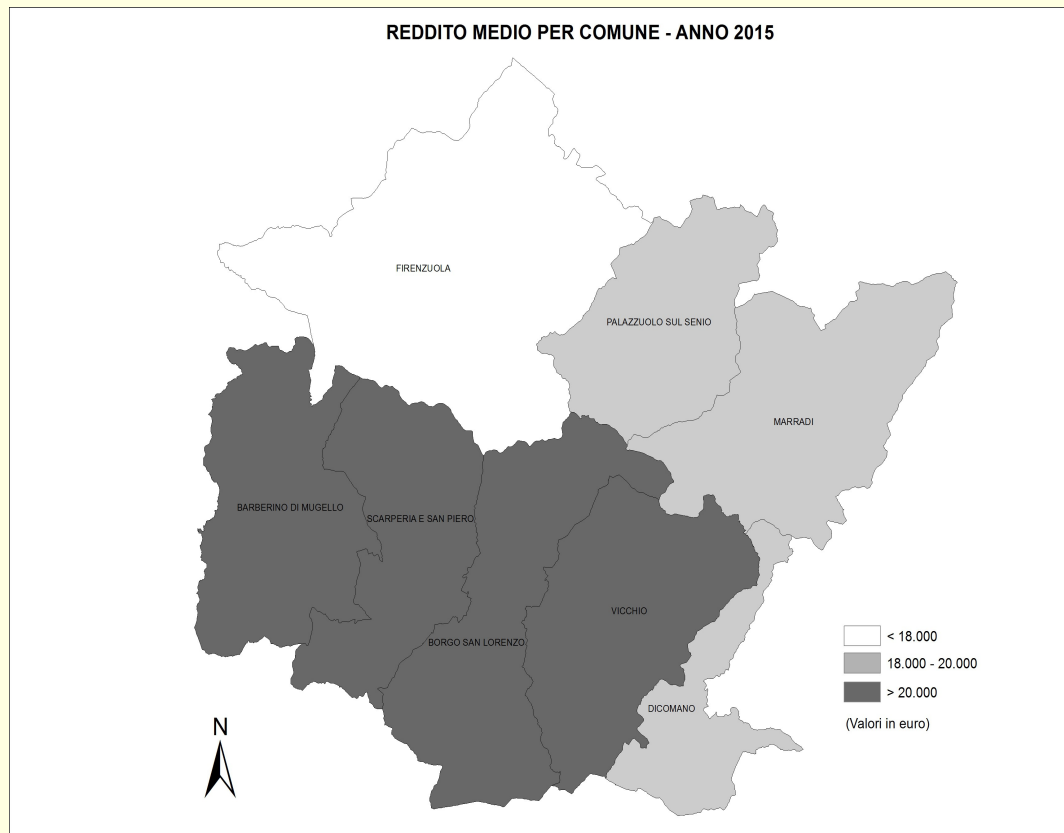 REDDITO MEDIO PER COMUNE - ANNO 2015
FIRENZUOLA
PALAZZUOLO SUL SENIO
MARRADI
BARBERINO DI MUGELLO
SCARPERIA E SAN PIERO
VICCHIO
BORGO SAN LORENZO
DICOMANO
< 18.000
18.000 - 20.000
> 20.000
(Valori in euro)
N